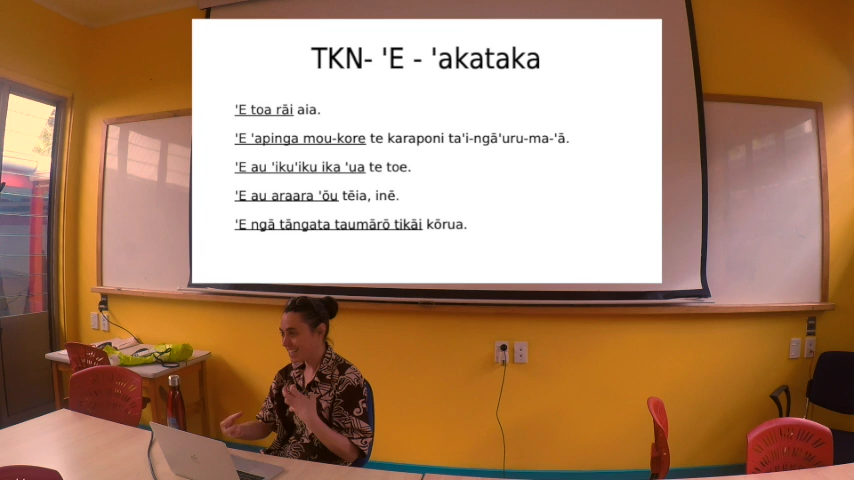 TKN- 'E - 'akataka
'E toa rāi aia.
'E 'apinga mou-kore te karaponi ta'i-ngā'uru-ma-'ā.
'E au 'iku'iku ika 'ua te toe.
'E au araara 'ōu tēia, inē.
'E ngā tāngata taumārō tikāi kōrua.